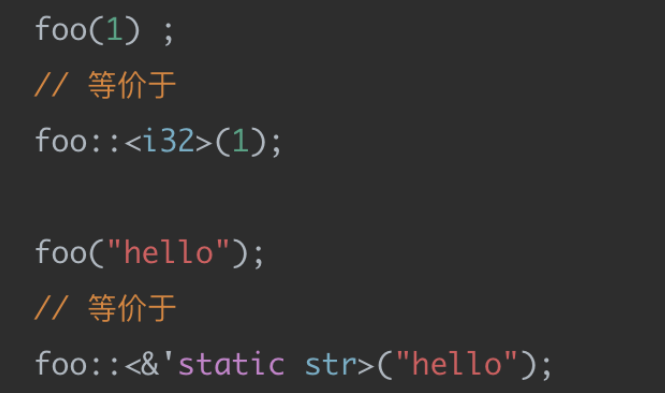 foo(1) ;
// 等价于
foo::<i32>(1);
foo("hello");
// 等价于
foo::<&'static str>("hello");